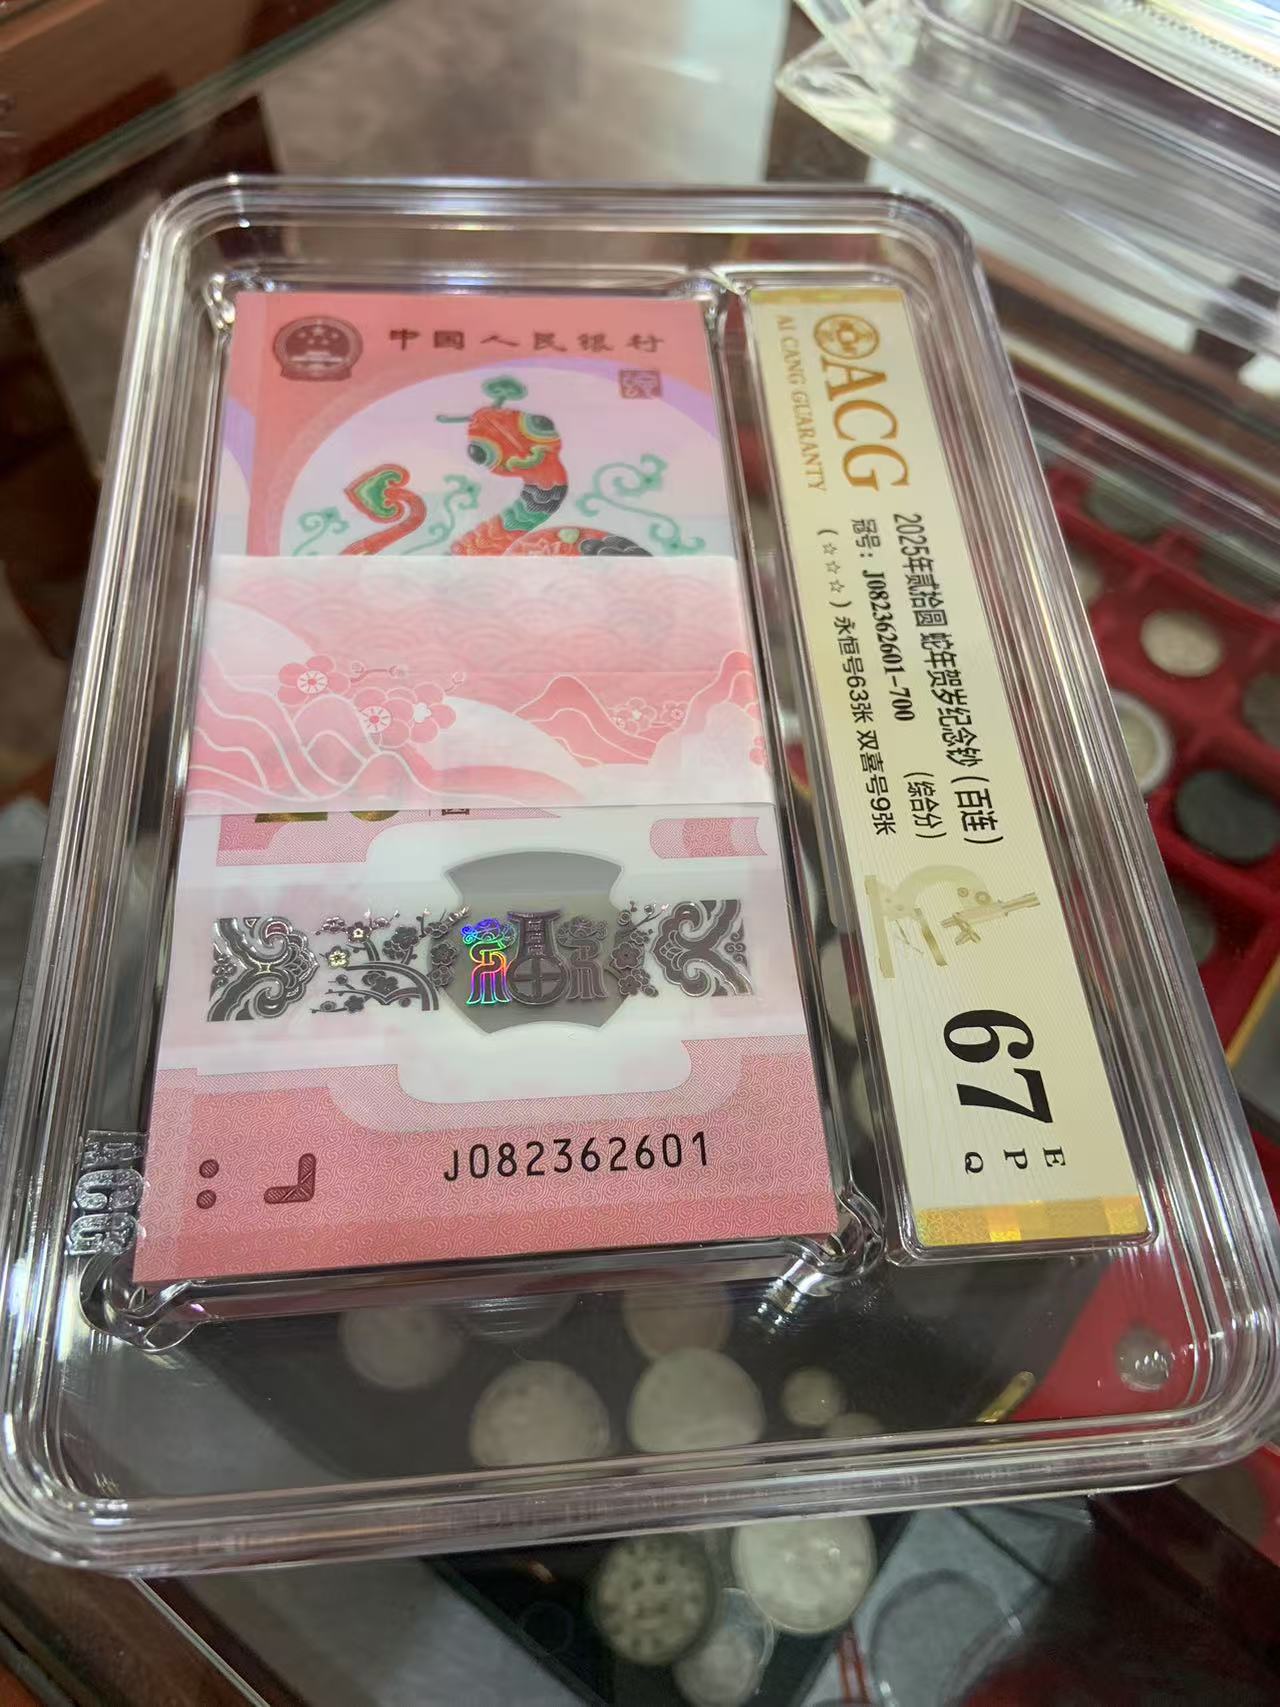 中国人民银行
J082362601
ACG
ACG
AI CANG GUARANTY
2025年贰拾圆 蛇年贺岁纪念钞（百连）
冠号：J082362601-700 （综合分）
（☆☆☆）永恒号63张 双喜号9张
67
E
P
Q